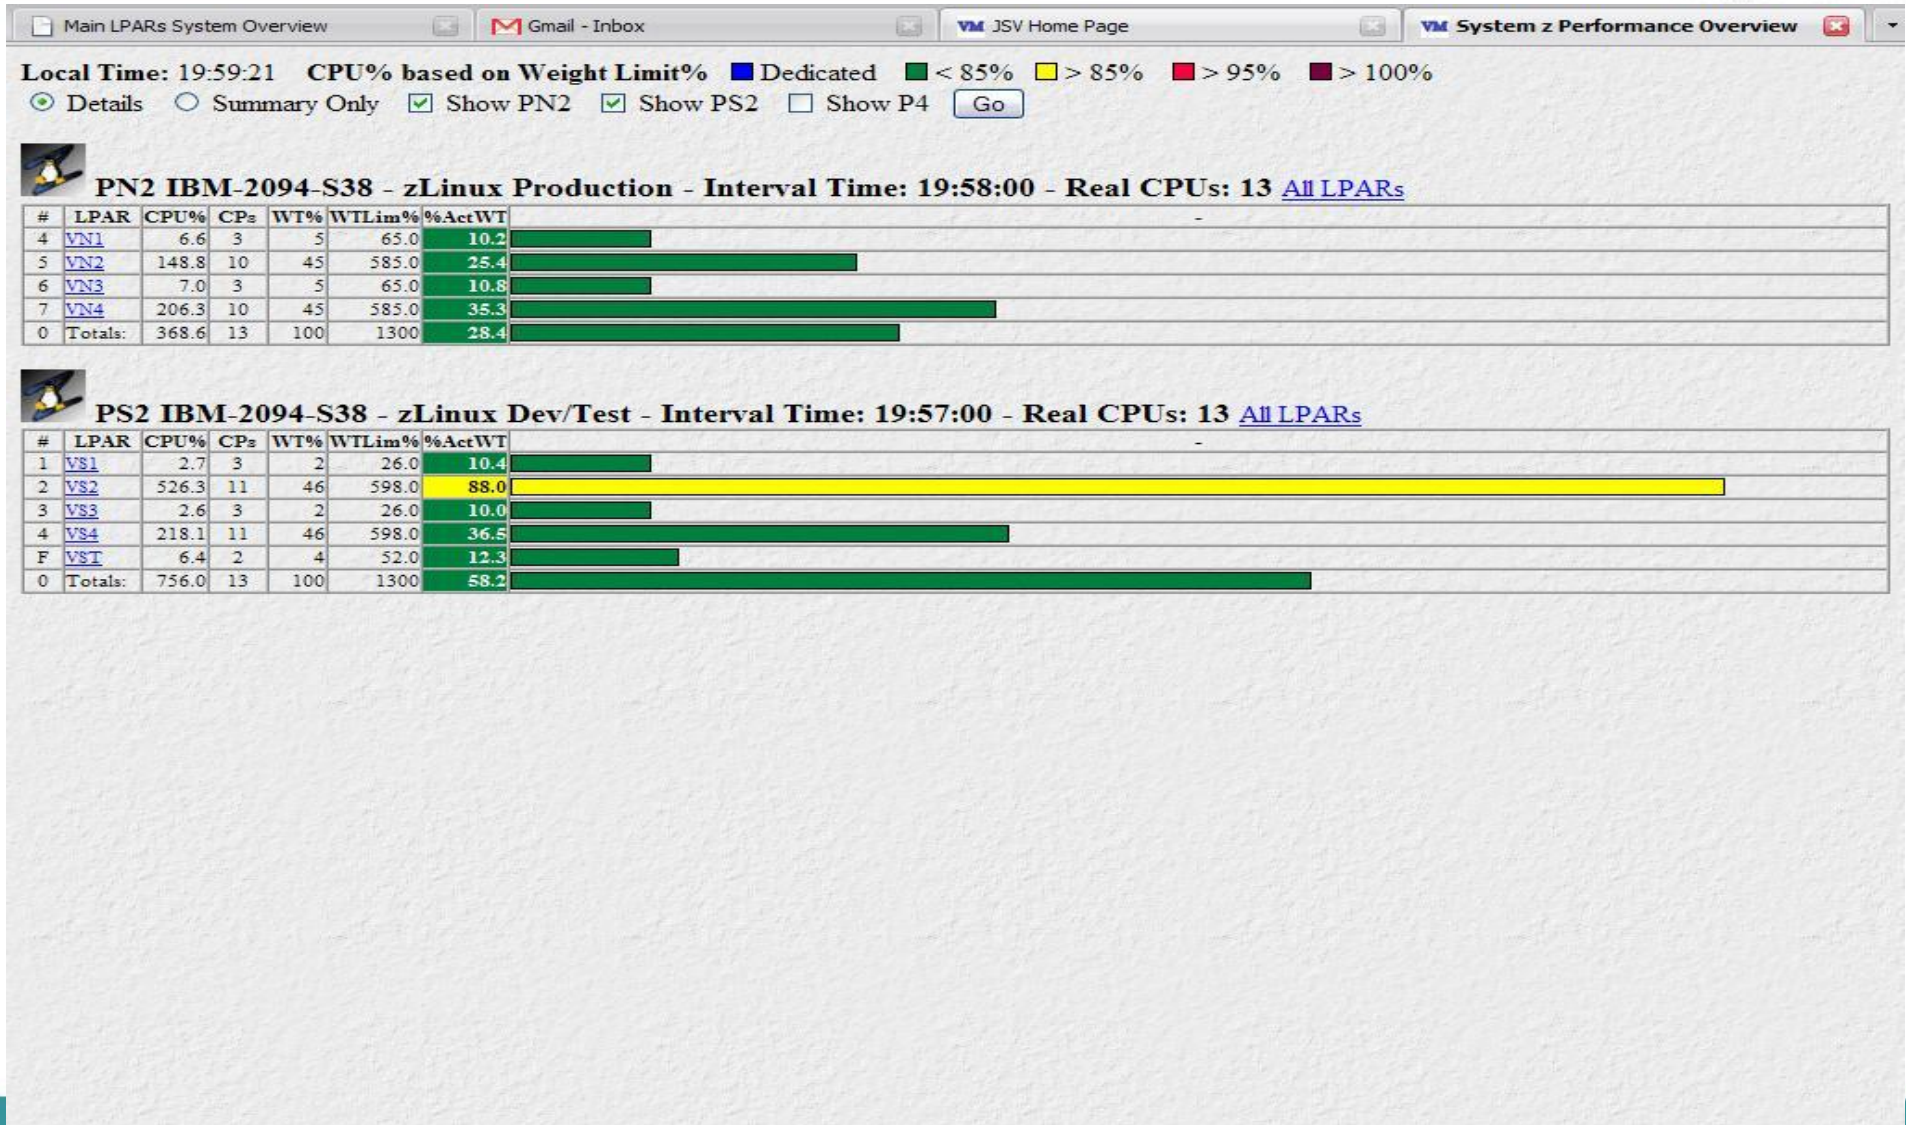 Main LPARs System Overview Gmail - Inbox VM JSV Home Page VM System z Performance Overview
Local Time: 19:59:21 CPU% based on Weight Limit% Dedicated < 85% > 85% > 95% > 100%
Details Summary Only Show PN2 Show PS2 Show P4 Go
PN2 IBM-2094-S38 - zLinux Production - Interval Time: 19:58:00 - Real CPUs: 13 All LPARs
# LPAR CPU% CPs WT% WTLim% %ActWT -
4 VN1 6.6 3 5 65.0 10.2
5 VN2 148.8 10 45 585.0 25.4
6 VN3 7.0 3 5 65.0 10.8
7 VN4 206.3 10 45 585.0 35.3
0 Totals: 368.6 13 100 1300 28.4
PS2 IBM-2094-S38 - zLinux Dev/Test - Interval Time: 19:57:00 - Real CPUs: 13 All LPARs
# LPAR CPU% CPs WT% WTLim% %ActWT -
1 VS1 2.7 3 2 26.0 10.4
2 VS2 526.3 11 46 598.0 88.0
3 VS3 2.6 3 2 26.0 10.0
4 VS4 218.1 11 46 598.0 36.5
F VST 6.4 2 4 52.0 12.3
0 Totals: 756.0 13 100 1300 58.2